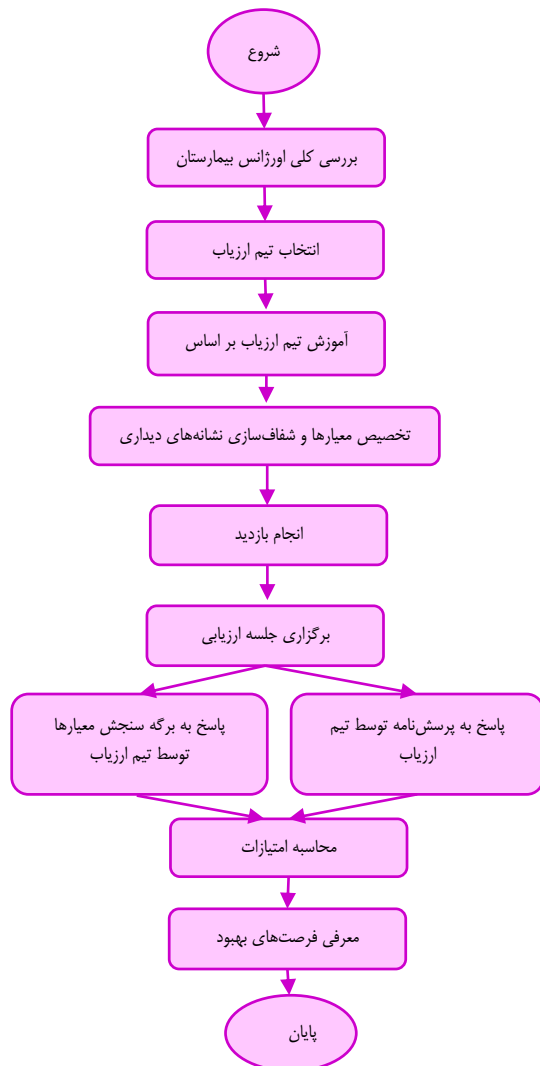 شروع
بررسی کلی اورژانس بیمارستان
انتخاب تیم ارزیاب
آموزش تیم ارزیاب بر اساس
تخصیص معیارها و شفاف‌سازی نشانه‌های دیداری
انجام بازدید
برگزاری جلسه ارزیابی
پاسخ به پرسش‌نامه توسط تیم
ارزیاب
پاسخ به برگه سنجش معیارها
توسط تیم ارزیاب
محاسبه امتیازات
معرفی فرصت‌های بهبود
پایان